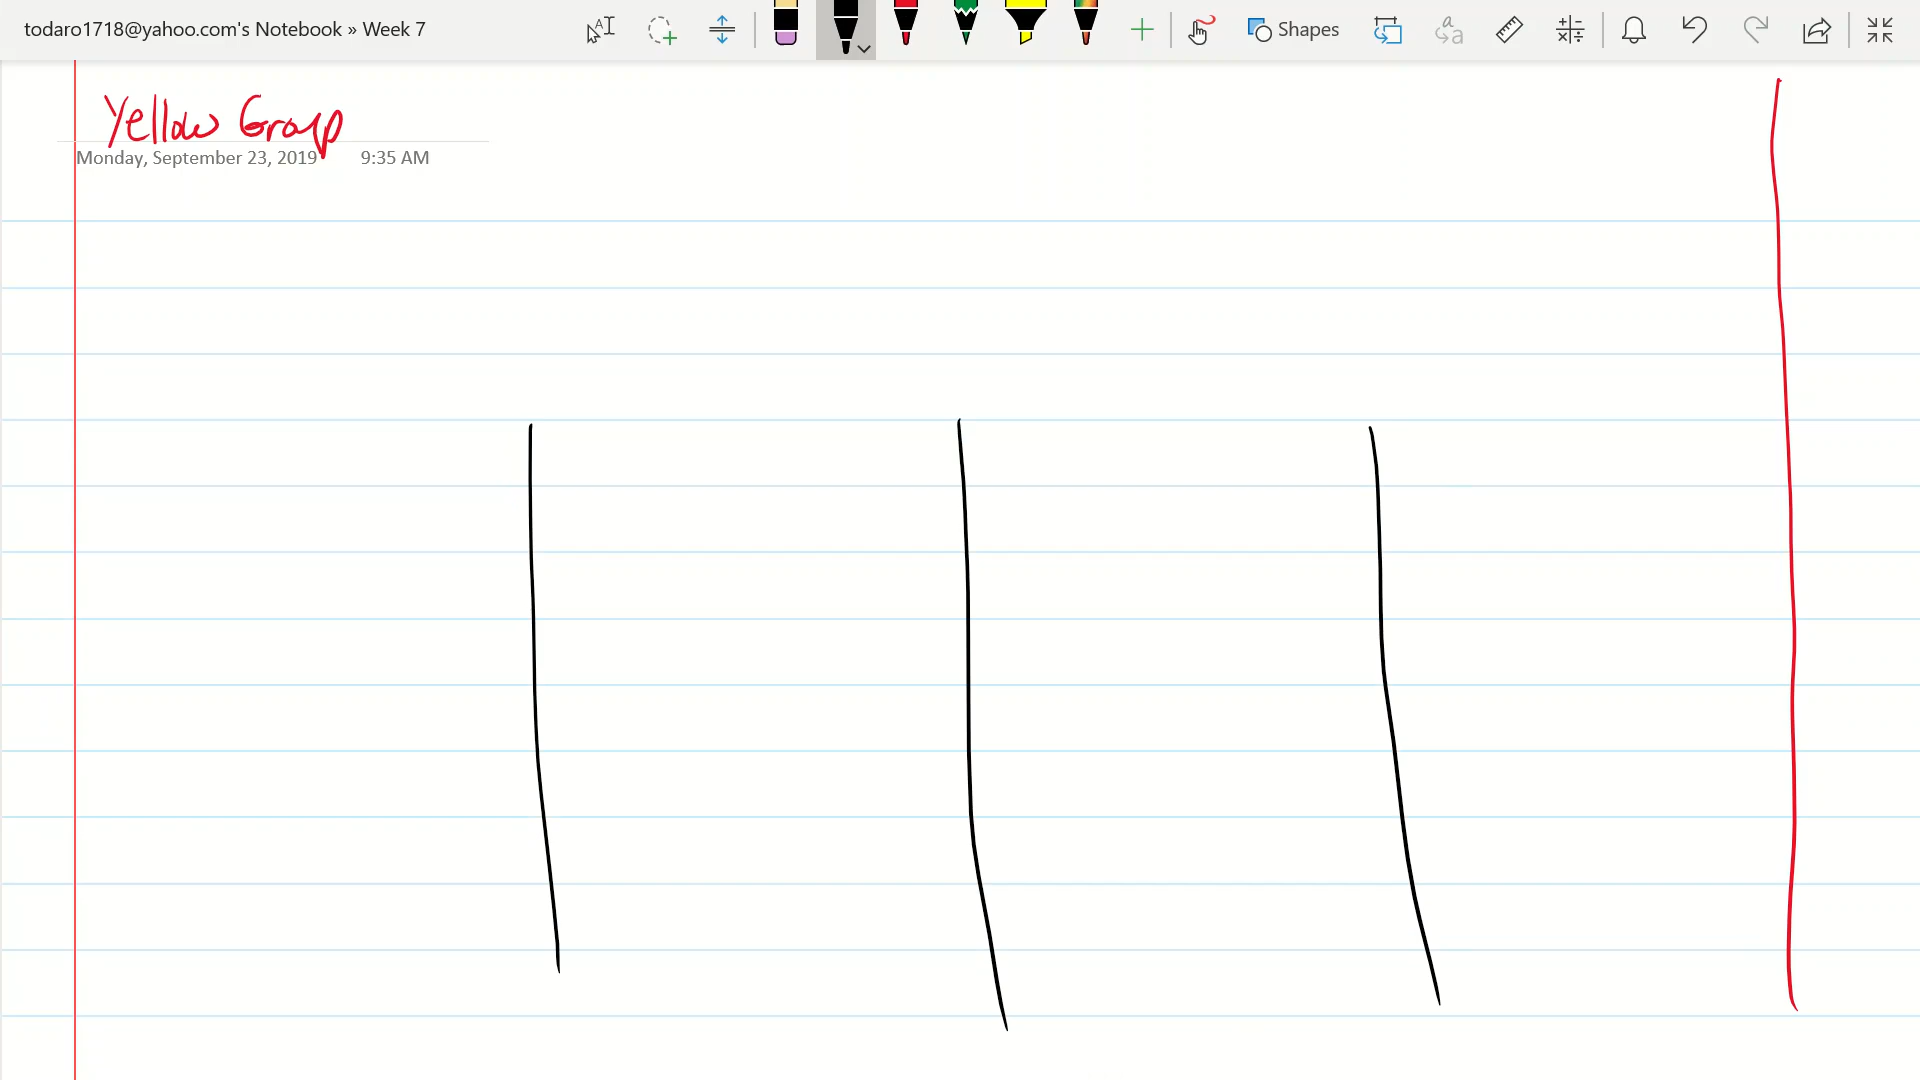 todaro1718@yahoo.com's Notebook » Week 7
Shapes
Yellow Group
Monday, September 23, 2019 9:35 AM